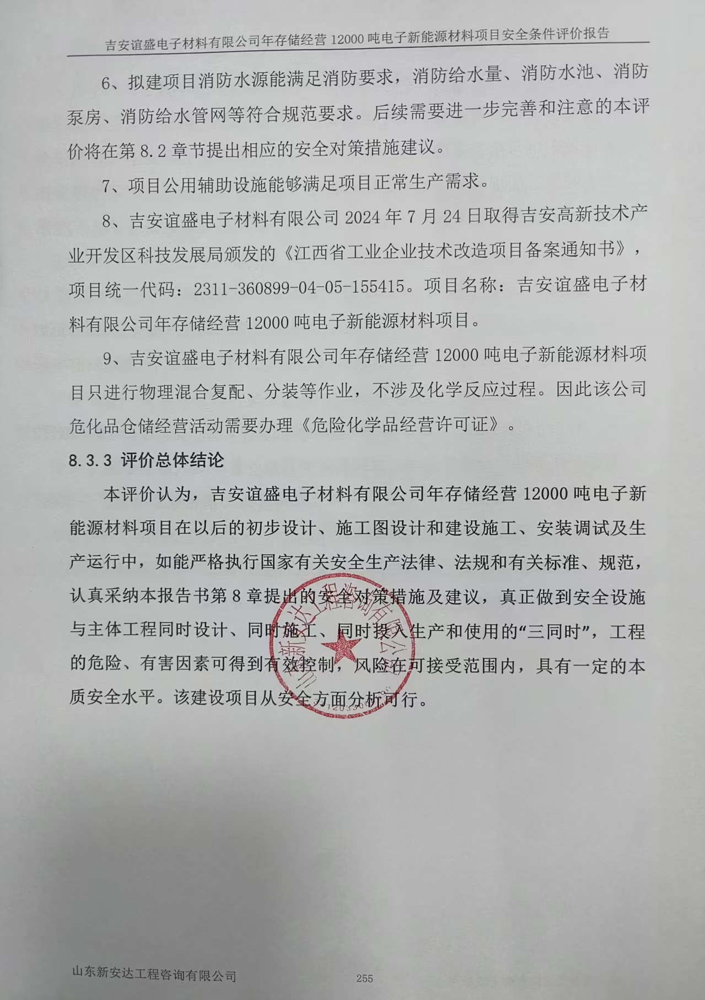 吉安谊盛电子材料有限公司年存储经营 12000 吨电子新能源材料项目安全条件评价报告
6、拟建项目消防水源能满足消防要求，消防给水量、消防水池、消防
泵房、消防给水管网等符合规范要求。后续需要进一步完善和注意的本评
价将在第 8.2 章节提出相应的安全对策措施建议。
7、项目公用辅助设施能够满足项目正常生产需求。
8、吉安谊盛电子材料有限公司 2024 年 7 月 24 日取得吉安高新技术产
业开发区科技发展局颁发的《江西省工业企业技术改造项目备案通知书》，
项目统一代码：2311-360899-04-05-155415。项目名称：吉安谊盛电子材
料有限公司年存储经营 12000 吨电子新能源材料项目。
9、吉安谊盛电子材料有限公司年存储经营 12000 吨电子新能源材料项
目只进行物理混合复配、分装等作业，不涉及化学反应过程。因此该公司
危化品仓储经营活动需要办理《危险化学品经营许可证》。
8.3.3 评价总体结论
本评价认为，吉安谊盛电子材料有限公司年存储经营 12000 吨电子新
能源材料项目在以后的初步设计、施工图设计和建设施工、安装调试及生
产运行中，如能严格执行国家有关安全生产法律、法规和有关标准、规范，
认真采纳本报告书第 8 章提出的安全对策措施及建议，真正做到安全设施
与主体工程同时设计、同时施工、同时投入生产和使用的“三同时”，工程
的危险、有害因素可得到有效控制，风险在可接受范围内，具有一定的本
质安全水平。该建设项目从安全方面分析可行。
山东新安达工程咨询有限公司
山东新安达工程咨询有限公司
255